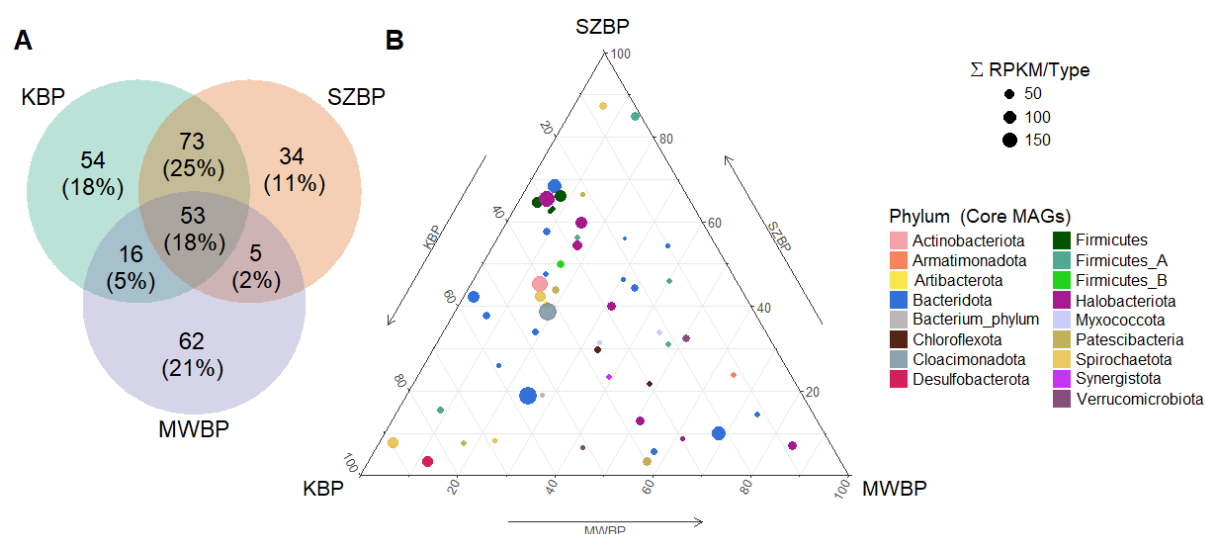 A
KBP
SZBP
54
(18%)
73
(25%)
34
(11%)
53
(18%)
16
(5%)
5
(2%)
62
(21%)
MWBP
B
SZBP
100
80
60
40
20
SZBP
20
40
60
80
100
KBP
KBP
20
40
60
80
100
MWBP
MWBP
Σ RPKM/Type
50
100
150
Phylum (Core MAGs)
Actinobacteriota
Armatimonadota
Artibacterota
Bacteridota
Bacterium_phylum
Chloroflexota
Cloacimonadota
Desulfobacterota
Firmicutes
Firmicutes_A
Firmicutes_B
Halobacteriota
Myxococcota
Patescibacteria
Spirochaetota
Synergistota
Verrucomicrobiota